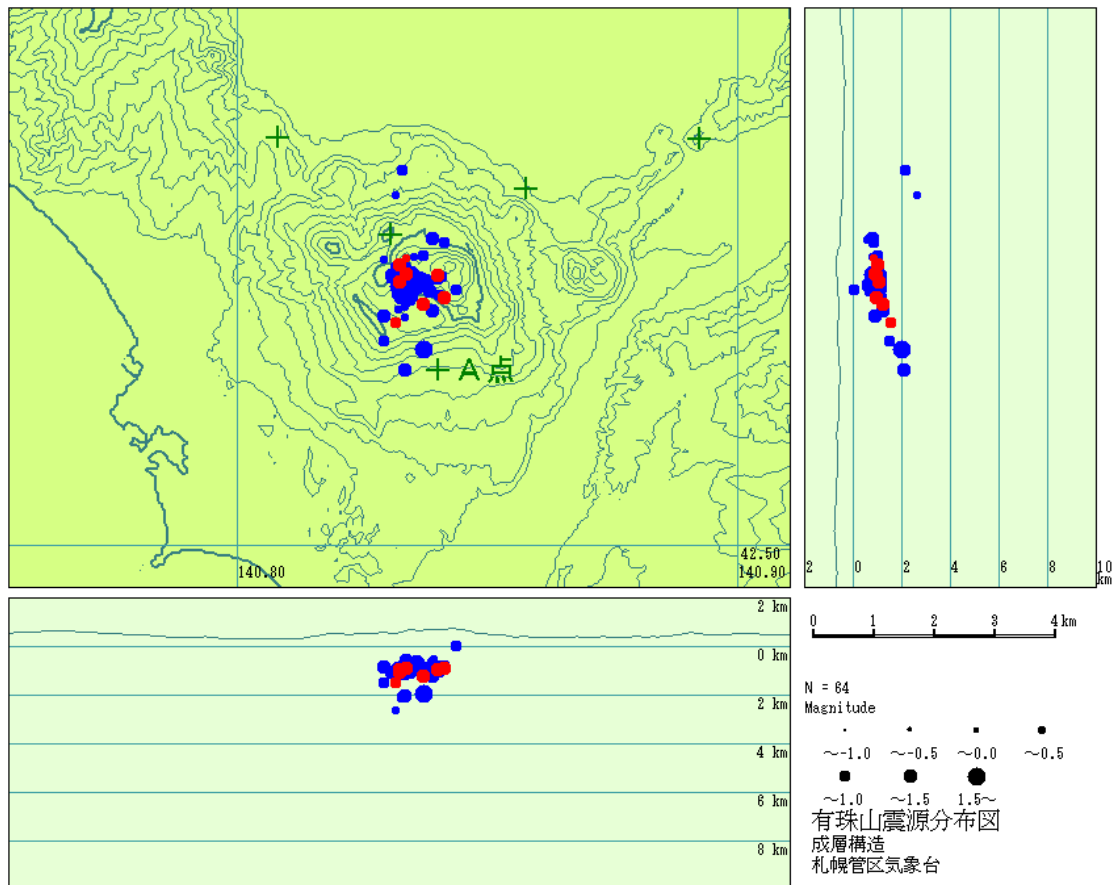 A点
42.50
140.80
140.90
2 0 2 4 6 8 10
km
2 km
0 km
2 km
4 km
6 km
8 km
0 1 2 3 4 km
N = 64
Magnitude
～-1.0 ～-0.5 ～0.0 ～0.5
～1.0 ～1.5 1.5～
有珠山震源分布図
成層構造
札幌管区気象台